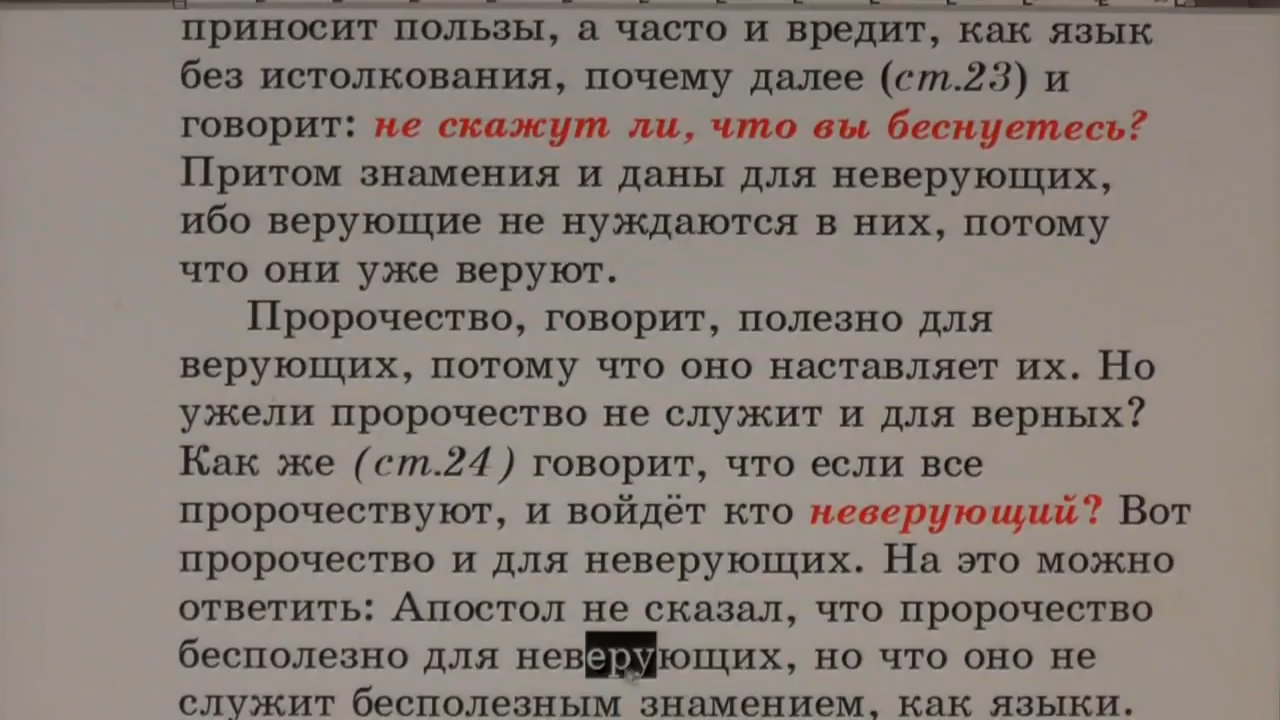 приносит пользы, а часто и вредит, как язык
без истолкования, почему далее (ст.23) и
говорит: не скажут ли, что вы беснуетесь?
Притом знамения и даны для неверующих,
ибо верующие не нуждаются в них, потому
что они уже веруют.
Пророчество, говорит, полезно для
верующих, потому что оно наставляет их. Но
ужели пророчество не служит и для верных?
Как же (ст.24) говорит, что если все
пророчествуют, и войдёт кто неверующий? Вот
пророчество и для неверующих. На это можно
ответить: Апостол не сказал, что пророчество
бесполезно для неверующих, но что оно не
служит бесполезным знамением, как языки.